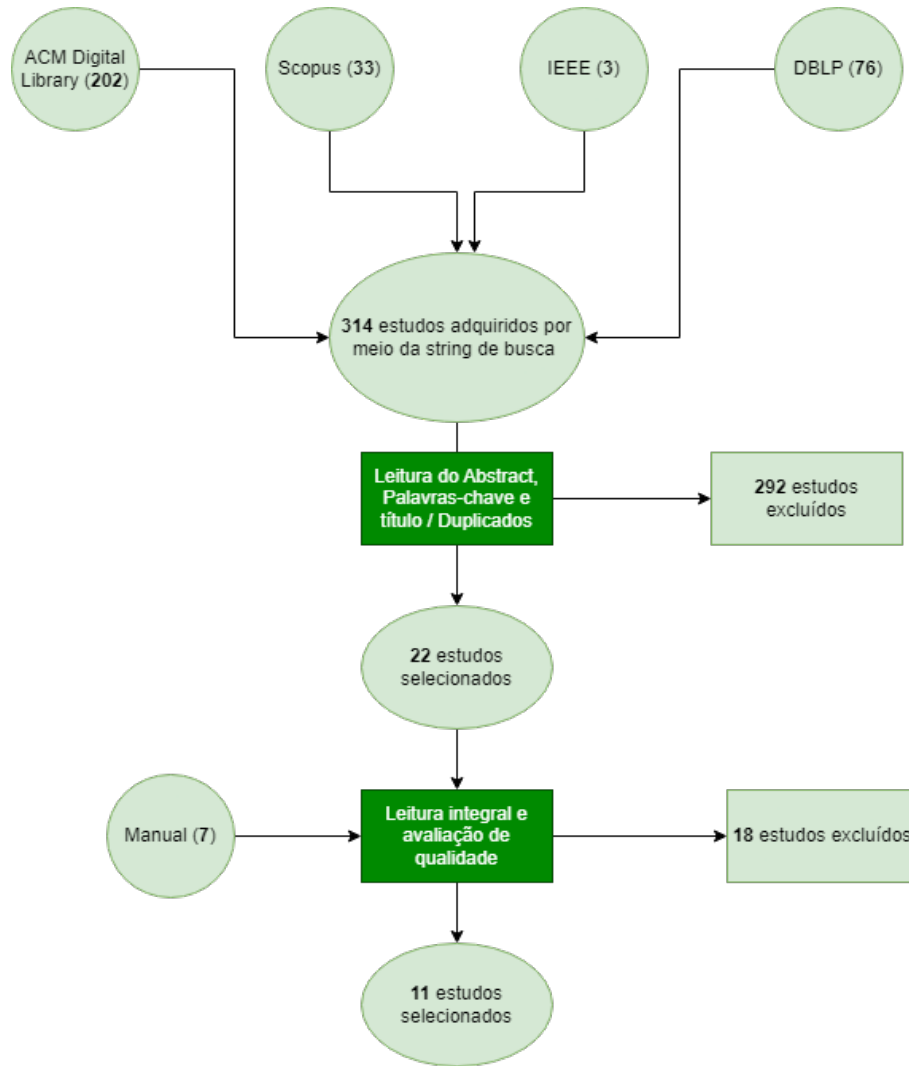 ACM Digital
Library (202)
Scopus (33)
IEEE (3)
DBLP (76)
314 estudos adquiridos por
meio da string de busca
Leitura do Abstract,
Palavras-chave e
título / Duplicados
292 estudos
excluídos
22 estudos
selecionados
Manual (7)
Leitura integral e
avaliação de
qualidade
18 estudos excluídos
11 estudos
selecionados